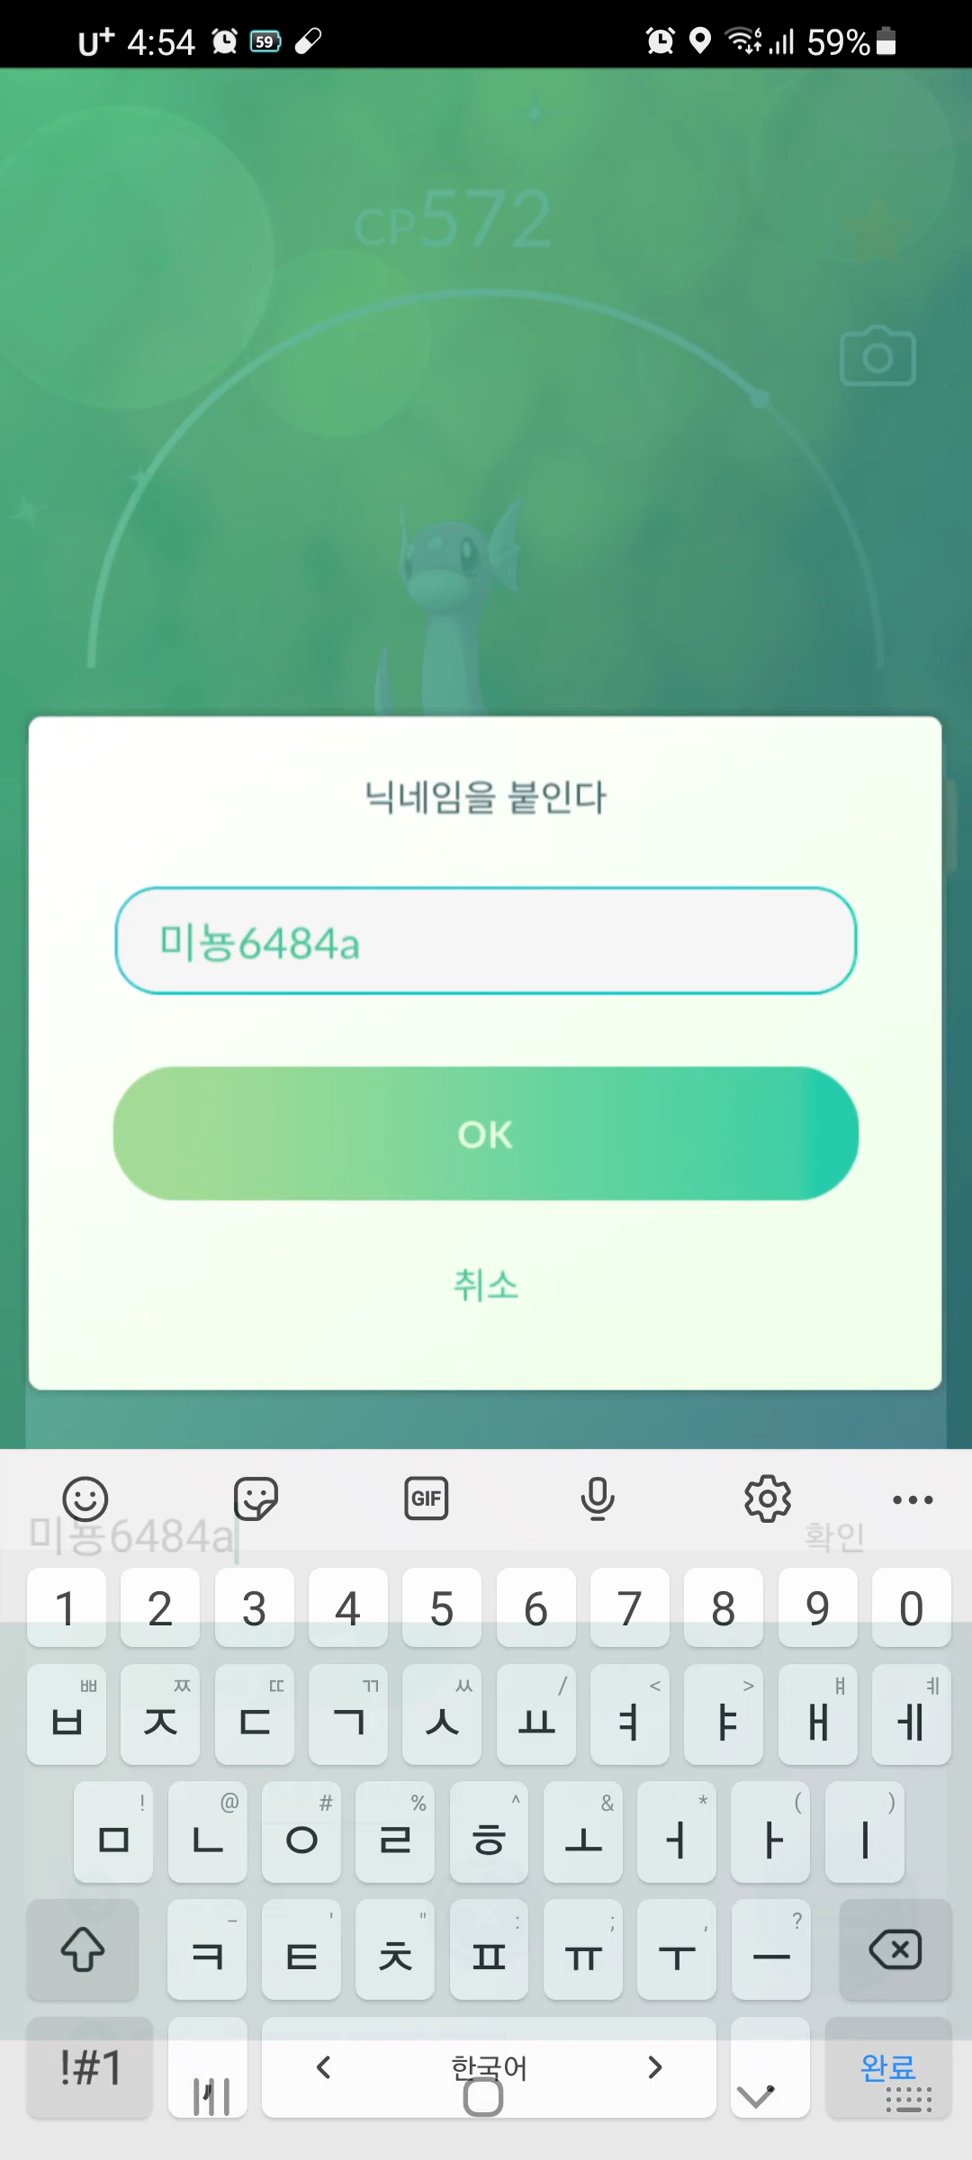 U+ 4:54 59 59%
CP572
닉네임을 붙인다
미뇽6484a
OK
취소
GIF
미뇽6484a 확인
1 2 3 4 5 6 7 8 9 0
ㅃ ㅉ ㄸ ㄲ ㅆ / < > ㅒ ㅖ
ㅂ ㅈ ㄷ ㄱ ㅅ ㅛ ㅕ ㅑ ㅐ ㅔ
! @ # % ^ & * ( )
ㅁ ㄴ ㅇ ㄹ ㅎ ㅗ ㅓ ㅏ ㅣ
- ' " : ; , ?
ㅋ ㅌ ㅊ ㅍ ㅠ ㅜ ㅡ
!#1 , < 한국어 > . 완료